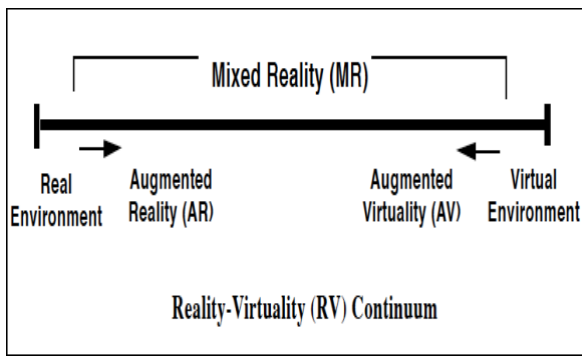 Mixed Reality (MR)
Real
Environment
Augmented
Reality (AR)
Augmented
Virtuality (AV)
Virtual
Environment
Reality-Virtuality (RV) Continuum